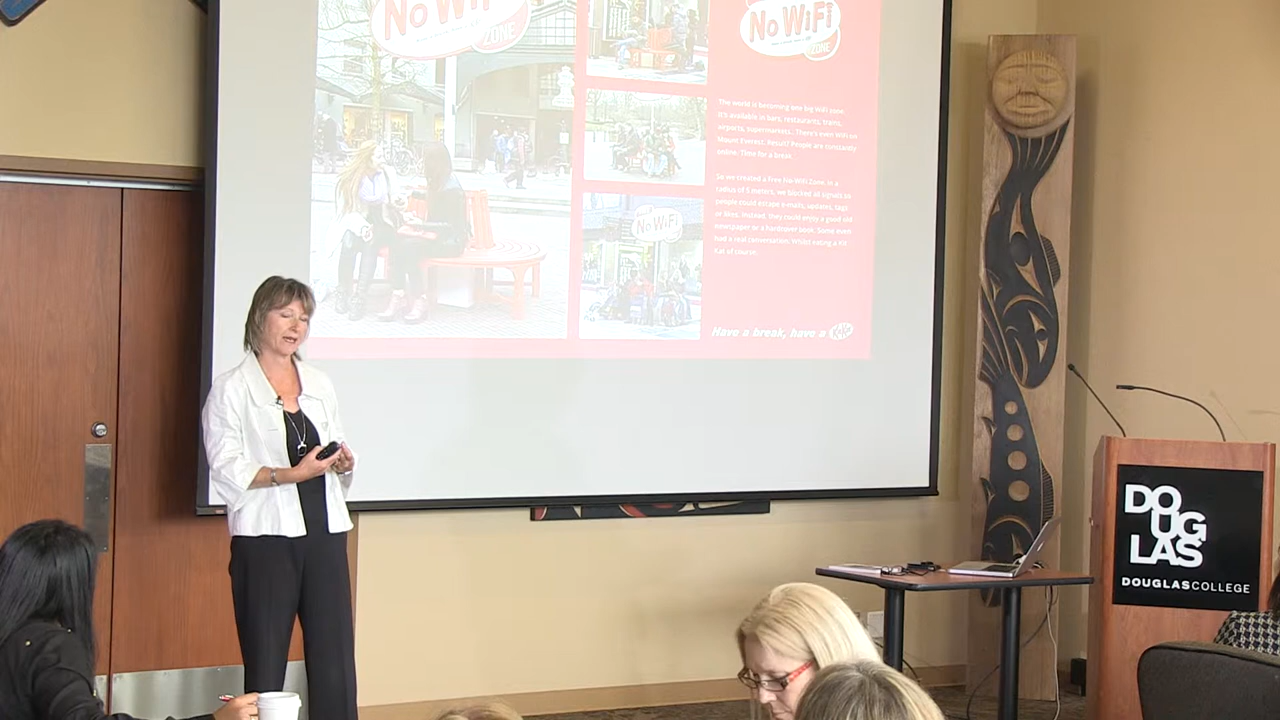 No WiFi
ZONE
No WiFi
ZONE
The world is becoming one big WiFi zone.
It's available in bars, restaurants, trams,
airports, supermarkets... There's even WiFi on
Mount Everest. Result? People are constantly
online. Time for a break.
So we created a Free No-WiFi Zone. In a
radius of 5 meters, we blocked all signals so
people could escape e-mails, updates, tags
or likes. Instead, they could enjoy a good old
newspaper or a hardcover book. Some even
had a real conversation. Whilst eating a Kit
Kat of course.
No WiFi
Have a break, have a KitKat
DO
UG
LAS
DOUGLASCOLLEGE